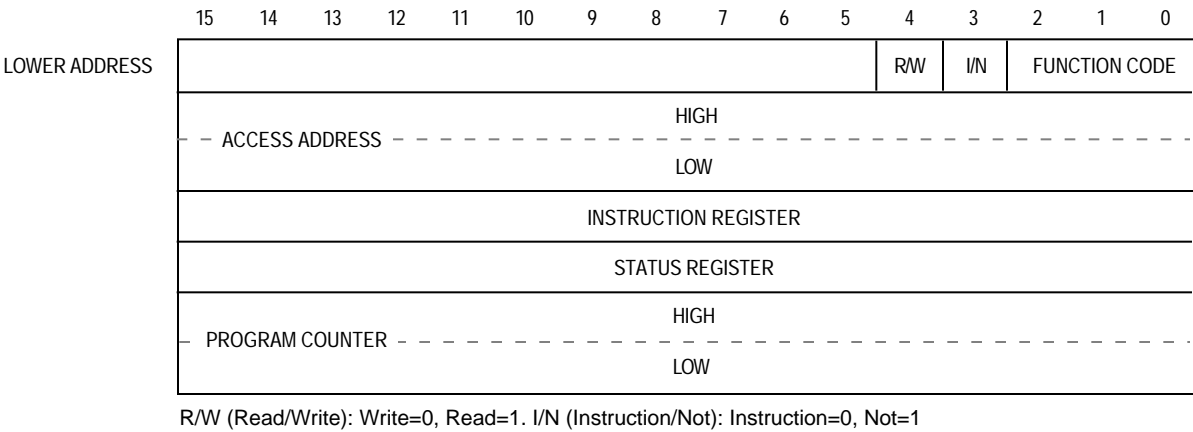 15 14 13 12 11 10 9 8 7 6 5 4 3 2 1 0
LOWER ADDRESS R/W I/N FUNCTION CODE
HIGH
ACCESS ADDRESS
LOW
INSTRUCTION REGISTER
STATUS REGISTER
HIGH
PROGRAM COUNTER
LOW
R/W (Read/Write): Write=0, Read=1. I/N (Instruction/Not): Instruction=0, Not=1